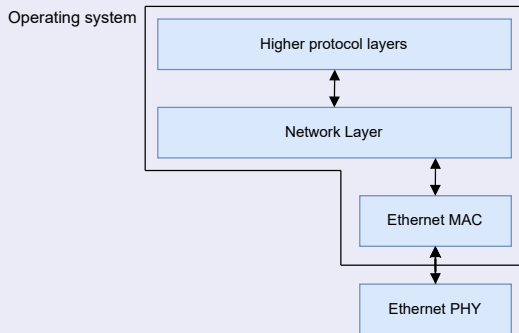 Operating system
Higher protocol layers
Network Layer
Ethernet MAC
Ethernet PHY